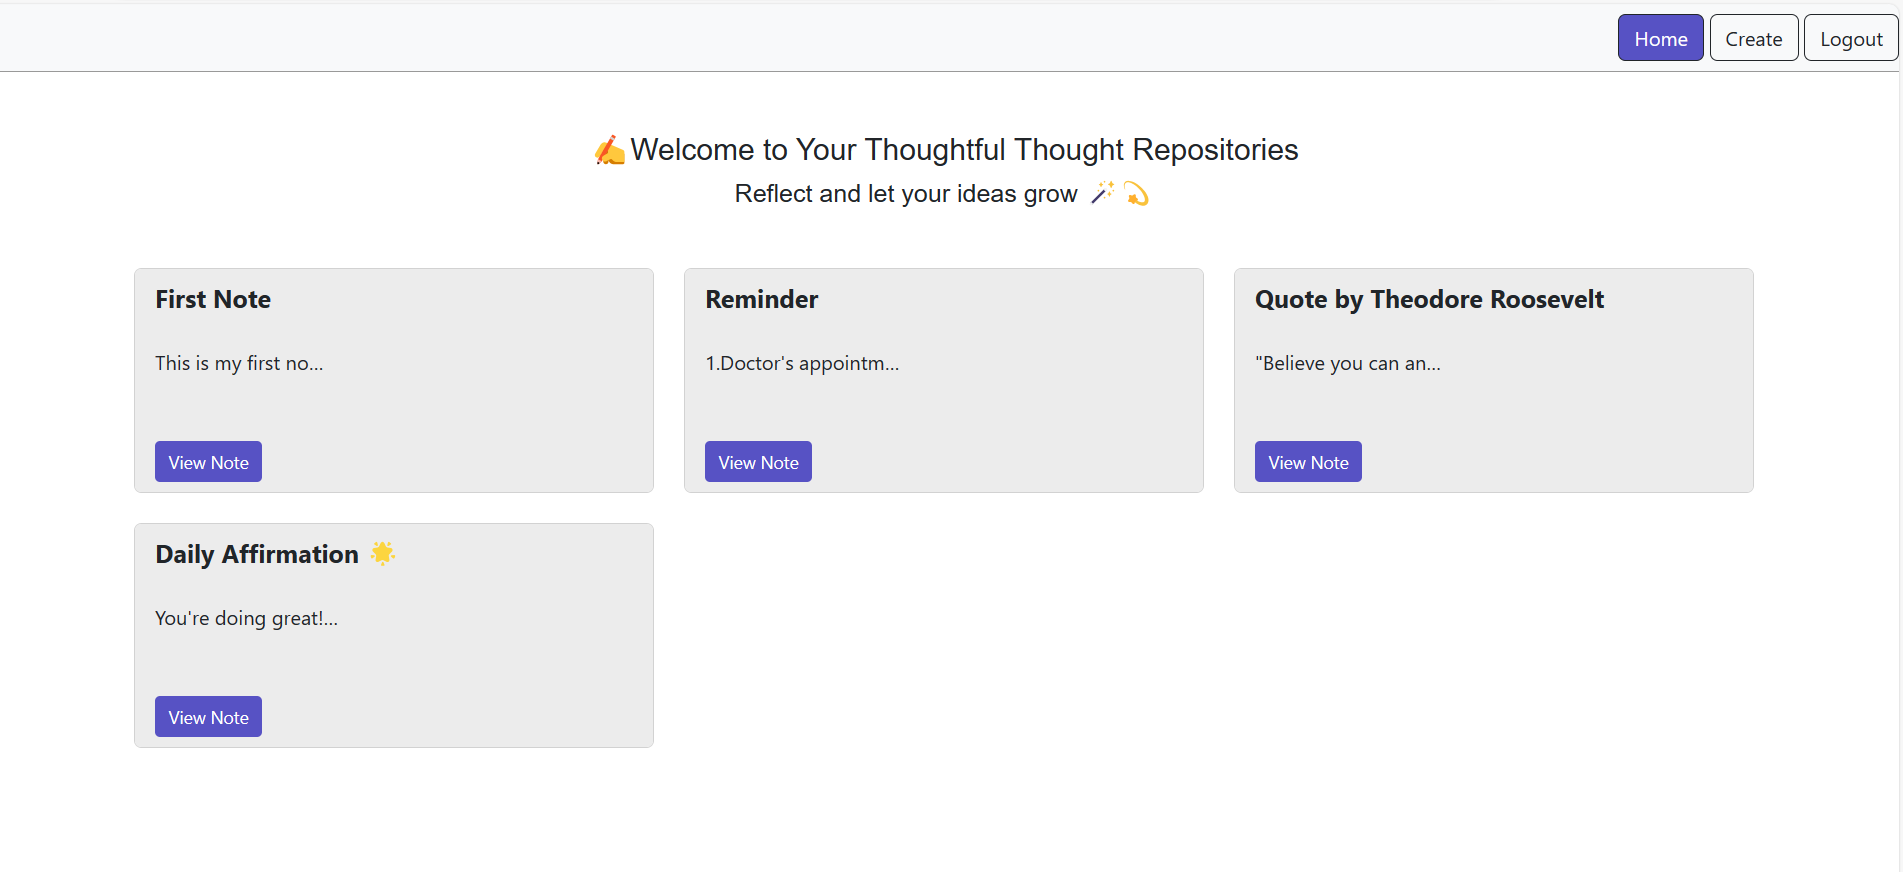 Home Create Logout
✍️Welcome to Your Thoughtful Thought Repositories
Reflect and let your ideas grow 🪄💫
First Note
This is my first no...
View Note
Reminder
1.Doctor's appointm...
View Note
Quote by Theodore Roosevelt
"Believe you can an...
View Note
Daily Affirmation 🌟
You're doing great!...
View Note